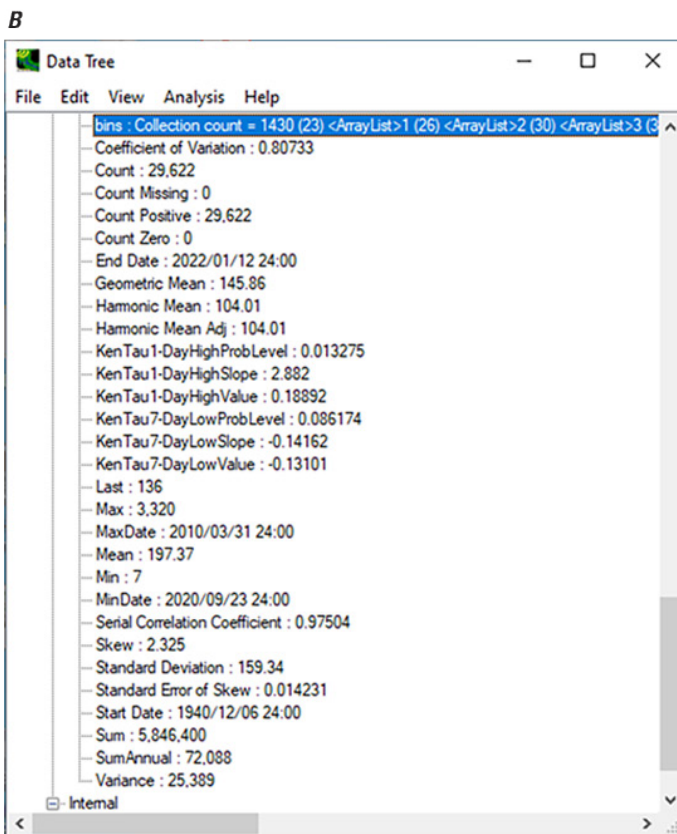 B
Data Tree
File Edit View Analysis Help
bins : Collection count = 1430 (23) <ArrayList>1 (26) <ArrayList>2 (30) <ArrayList>3 (3
Coefficient of Variation : 0.80733
Count : 29,622
Count Missing : 0
Count Positive : 29,622
Count Zero : 0
End Date : 2022/01/12 24:00
Geometric Mean : 145.86
Harmonic Mean : 104.01
Harmonic Mean Adj : 104.01
KenTau1-DayHighProbLevel : 0.013275
KenTau1-DayHighSlope : 2.882
KenTau1-DayHighValue : 0.18892
KenTau7-DayLowProbLevel : 0.086174
KenTau7-DayLowSlope : -0.14162
KenTau7-DayLowValue : -0.13101
Last : 136
Max : 3,320
MaxDate : 2010/03/31 24:00
Mean : 197.37
Min : 7
MinDate : 2020/09/23 24:00
Serial Correlation Coefficient : 0.97504
Skew : 2.325
Standard Deviation : 159.34
Standard Error of Skew : 0.014231
Start Date : 1940/12/06 24:00
Sum : 5,846,400
SumAnnual : 72,088
Variance : 25,389
Internal